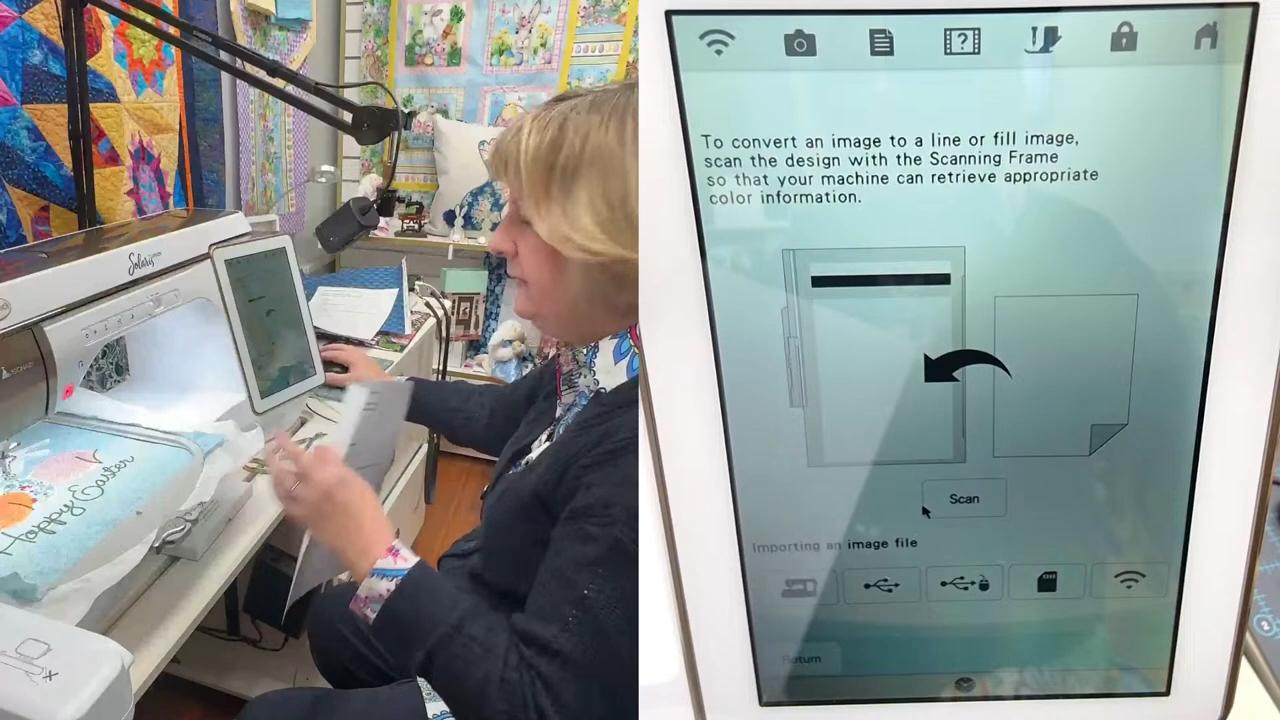 Solaris
Happy Easter
To convert an image to a line or fill image,
scan the design with the Scanning Frame
so that your machine can retrieve appropriate
color information.
Scan
Importing an image file
Return